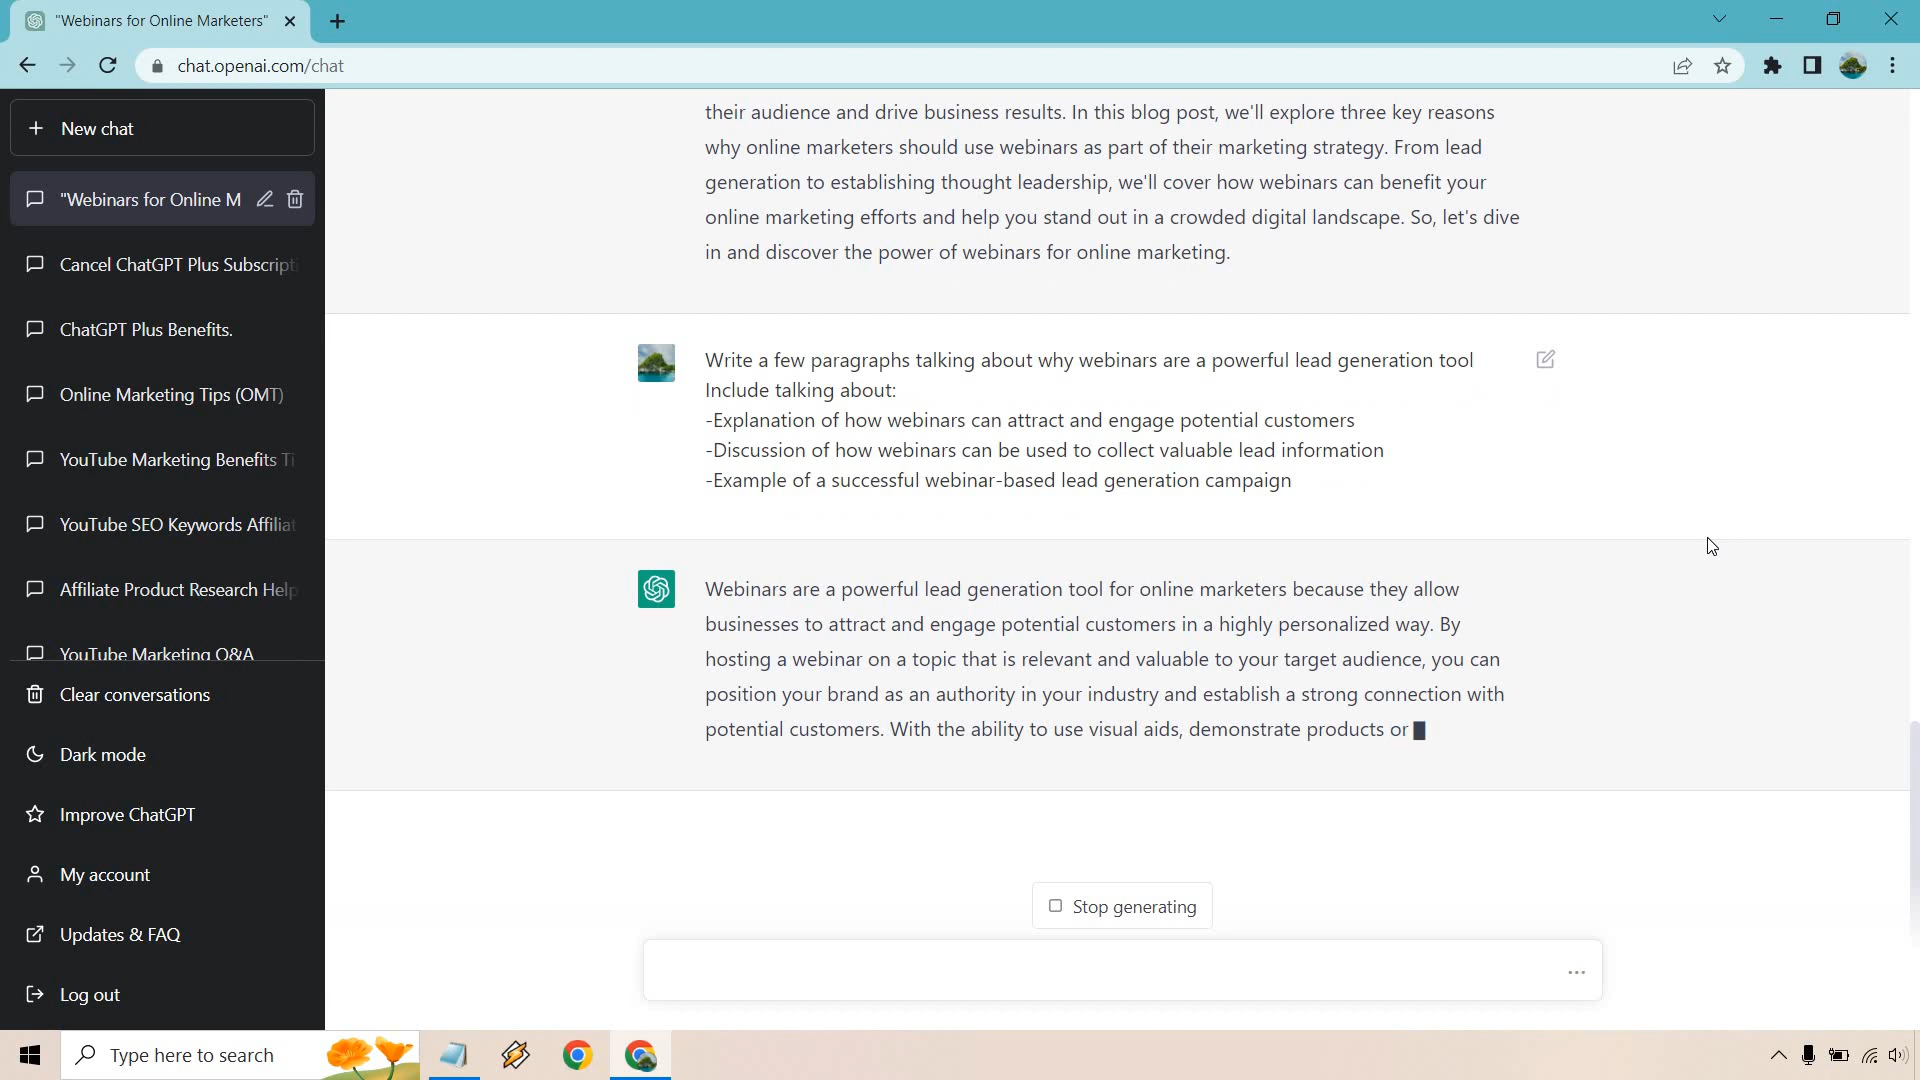 "Webinars for Online Marketers"
chat.openai.com/chat
New chat
"Webinars for Online M
Cancel ChatGPT Plus Subscripti
ChatGPT Plus Benefits.
Online Marketing Tips (OMT)
YouTube Marketing Benefits Ti
YouTube SEO Keywords Affiliat
Affiliate Product Research Help
YouTube Marketing Q&A
Clear conversations
Dark mode
Improve ChatGPT
My account
Updates & FAQ
Log out
their audience and drive business results. In this blog post, we'll explore three key reasons
why online marketers should use webinars as part of their marketing strategy. From lead
generation to establishing thought leadership, we'll cover how webinars can benefit your
online marketing efforts and help you stand out in a crowded digital landscape. So, let's dive
in and discover the power of webinars for online marketing.
Write a few paragraphs talking about why webinars are a powerful lead generation tool
Include talking about:
-Explanation of how webinars can attract and engage potential customers
-Discussion of how webinars can be used to collect valuable lead information
-Example of a successful webinar-based lead generation campaign
Webinars are a powerful lead generation tool for online marketers because they allow
businesses to attract and engage potential customers in a highly personalized way. By
hosting a webinar on a topic that is relevant and valuable to your target audience, you can
position your brand as an authority in your industry and establish a strong connection with
potential customers. With the ability to use visual aids, demonstrate products or
Stop generating
Type here to search